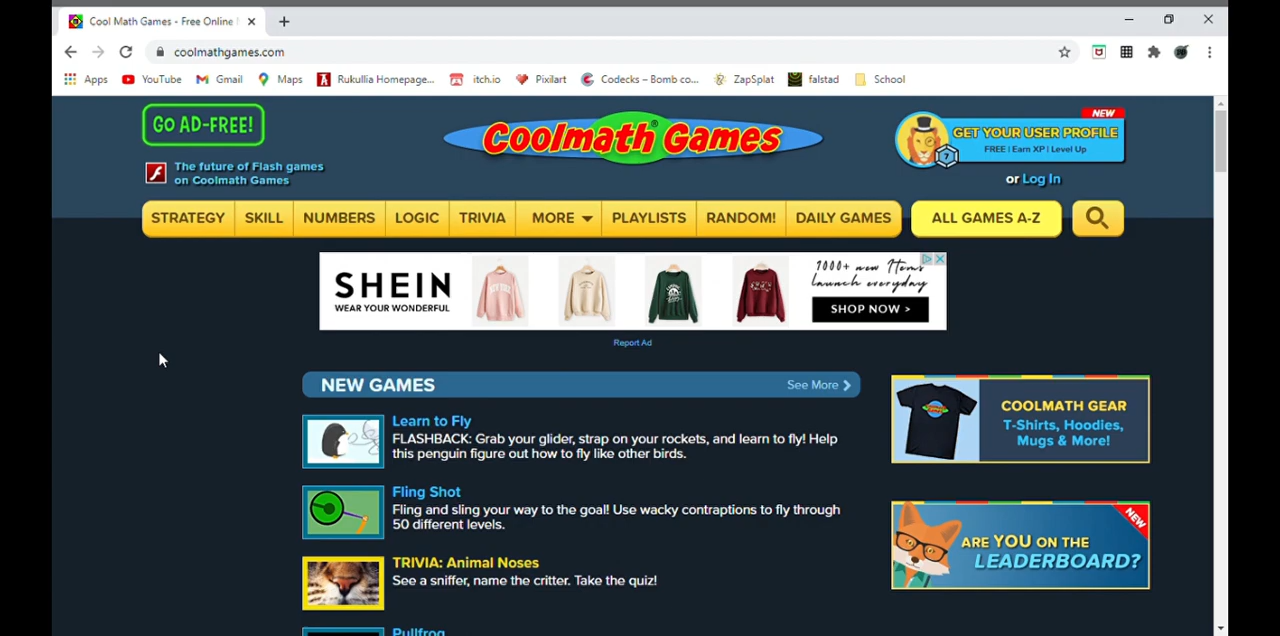 Cool Math Games - Free Online
coolmathgames.com
Apps YouTube Gmail Maps Rukullia Homepage... itch.io Pixilart Codecks – Bomb co... ZapSplat falstad School
GO AD-FREE!
The future of Flash games
on Coolmath Games
Coolmath® Games
NEW
GET YOUR USER PROFILE
FREE | Earn XP | Level Up
7
or Log In
STRATEGY SKILL NUMBERS LOGIC TRIVIA MORE PLAYLISTS RANDOM! DAILY GAMES ALL GAMES A-Z
SHEIN
WEAR YOUR WONDERFUL
1000+ new Items
launch everyday
SHOP NOW >
Report Ad
NEW GAMES See More
Learn to Fly
FLASHBACK: Grab your glider, strap on your rockets, and learn to fly! Help
this penguin figure out how to fly like other birds.
Fling Shot
Fling and sling your way to the goal! Use wacky contraptions to fly through
50 different levels.
TRIVIA: Animal Noses
See a sniffer, name the critter. Take the quiz!
Pullfrog
COOLMATH GEAR
T-Shirts, Hoodies,
Mugs & More!
NEW
ARE YOU ON THE
LEADERBOARD?